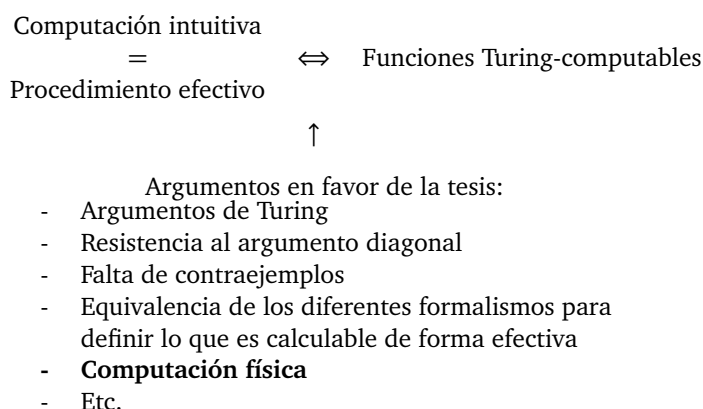 Computación intuitiva
= ⇔ Funciones Turing-computables
Procedimiento efectivo
↑
Argumentos en favor de la tesis:
- Argumentos de Turing
- Resistencia al argumento diagonal
- Falta de contraejemplos
- Equivalencia de los diferentes formalismos para
definir lo que es calculable de forma efectiva
- Computación física
- Etc.